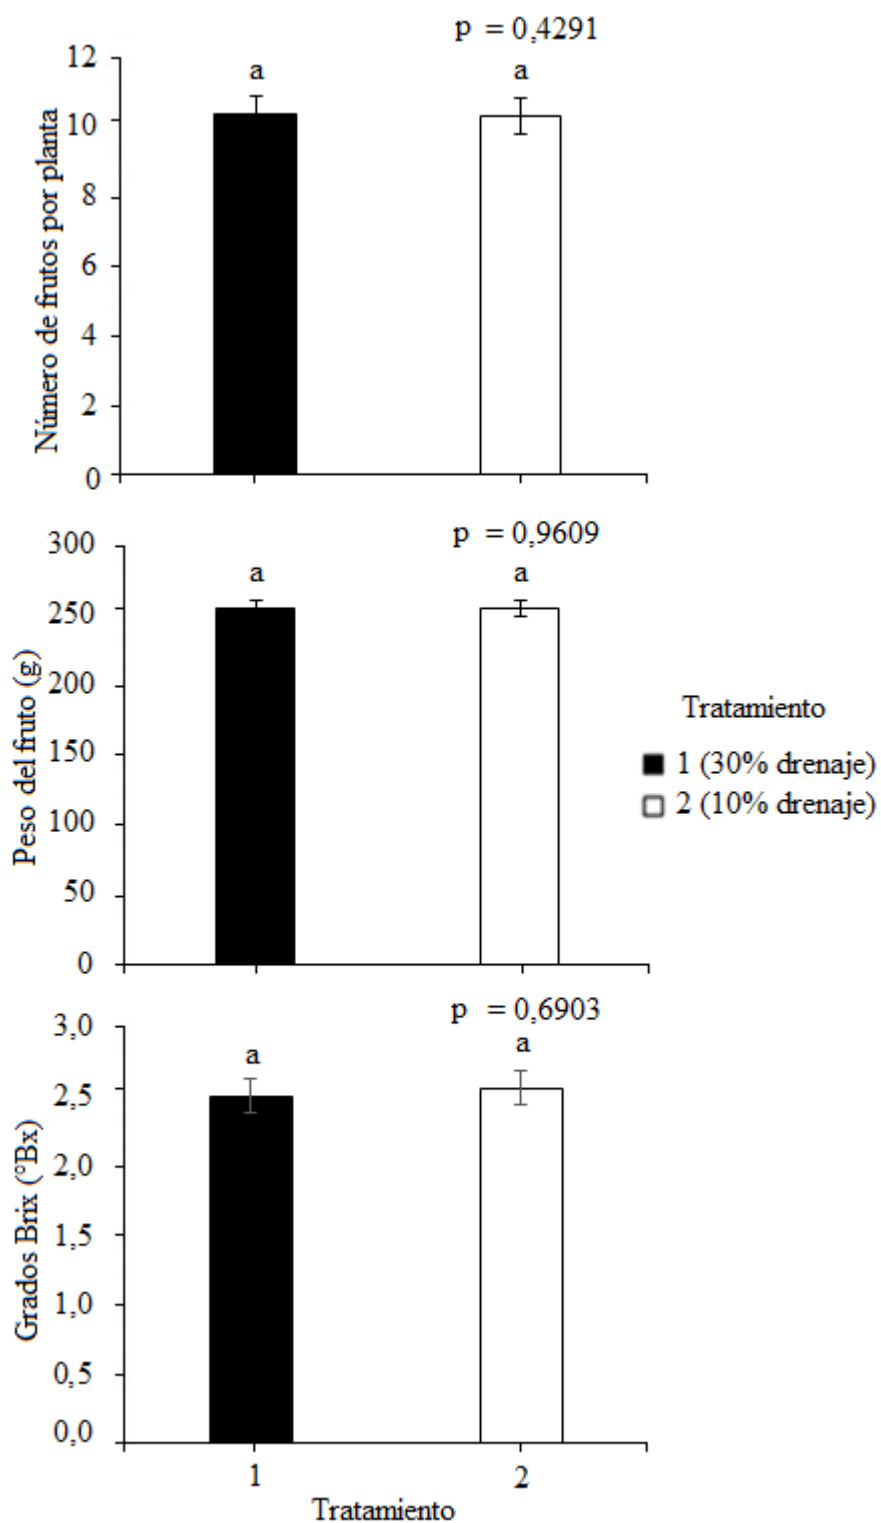 p = 0,4291
12
a a
10
8
6
4
2
0
Número de frutos por planta
p = 0,9609
300
a a
250
200
150
100
50
0
Peso del fruto (g)
Tratamiento
1 (30% drenaje)
2 (10% drenaje)
p = 0,6903
3,0
a a
2,5
2,0
1,5
1,0
0,5
0,0
Grados Brix (°Bx)
1 2
Tratamiento